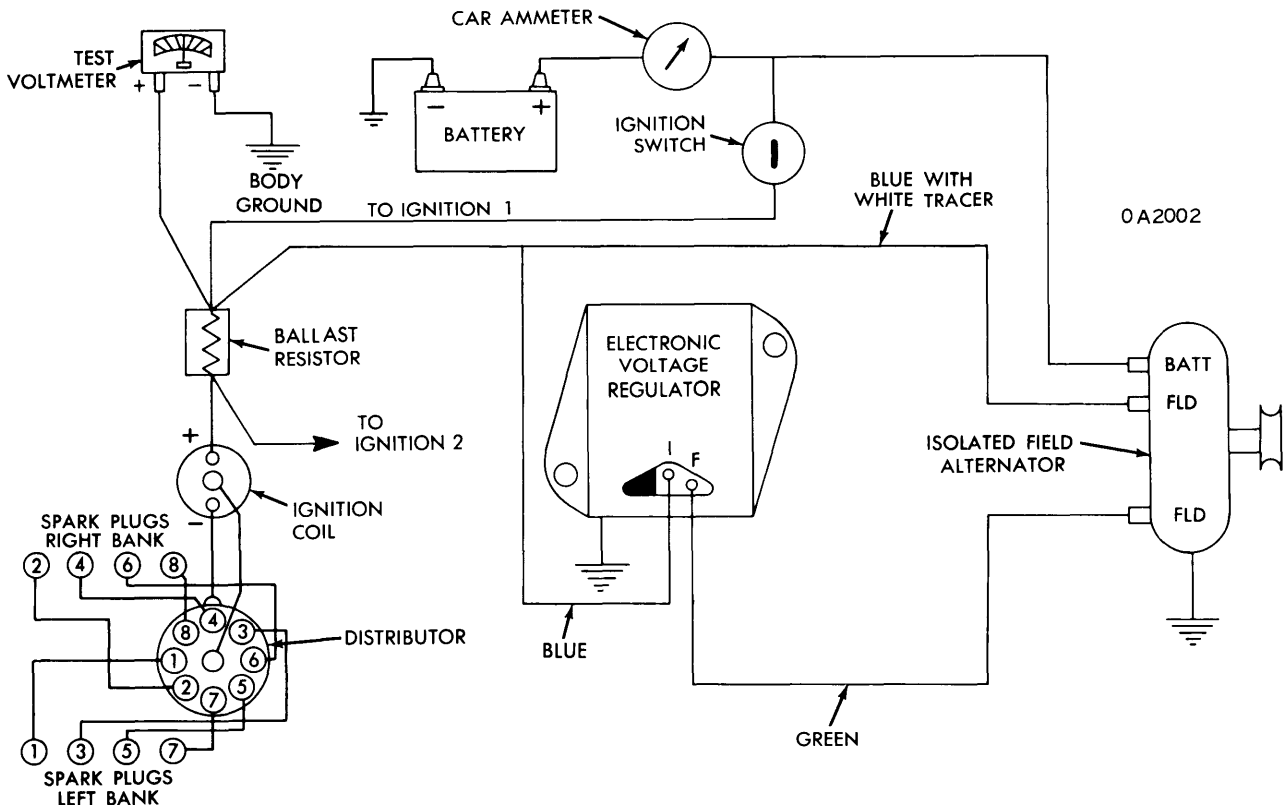 CAR AMMETER
TEST
VOLTMETER
+ -
- +
BATTERY
IGNITION
SWITCH
BODY
GROUND
TO IGNITION 1
BLUE WITH
WHITE TRACER
0A2002
BALLAST
RESISTOR
ELECTRONIC
VOLTAGE
REGULATOR
I F
BATT
FLD
FLD
ISOLATED FIELD
ALTERNATOR
TO
IGNITION 2
+
-
IGNITION
COIL
SPARK PLUGS
RIGHT BANK
2 4 6 8
4
8 3
1 6
2 5
7
DISTRIBUTOR
BLUE
GREEN
1 3 5 7
SPARK PLUGS
LEFT BANK